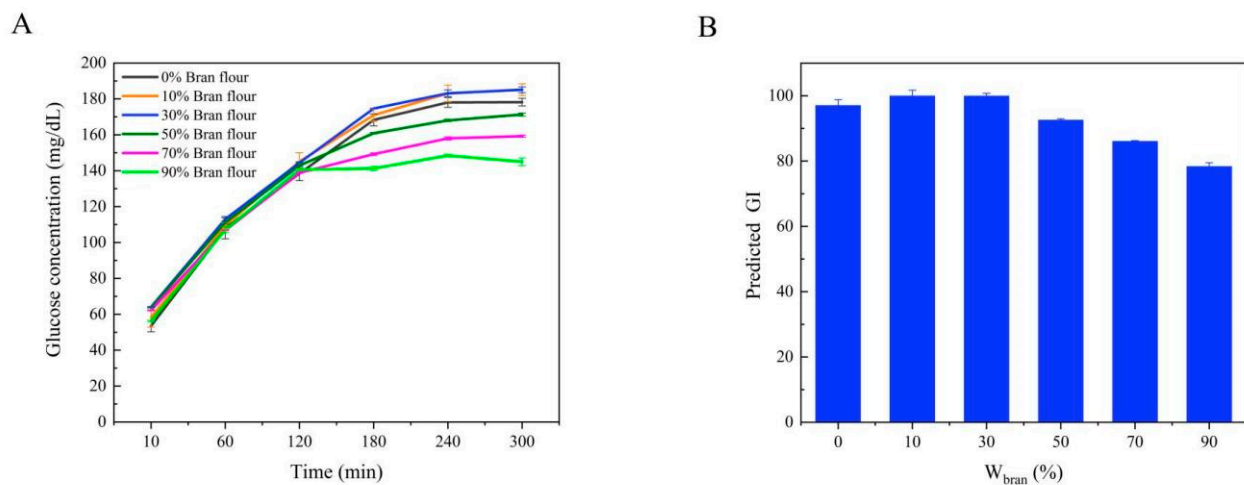 A
Glucose concentration (mg/dL)
200
180
160
140
120
100
80
60
40
20
0
0% Bran flour
10% Bran flour
30% Bran flour
50% Bran flour
70% Bran flour
90% Bran flour
10 60 120 180 240 300
Time (min)
B
Predicted GI
100
80
60
40
20
0
0 10 30 50 70 90
Wbran (%)